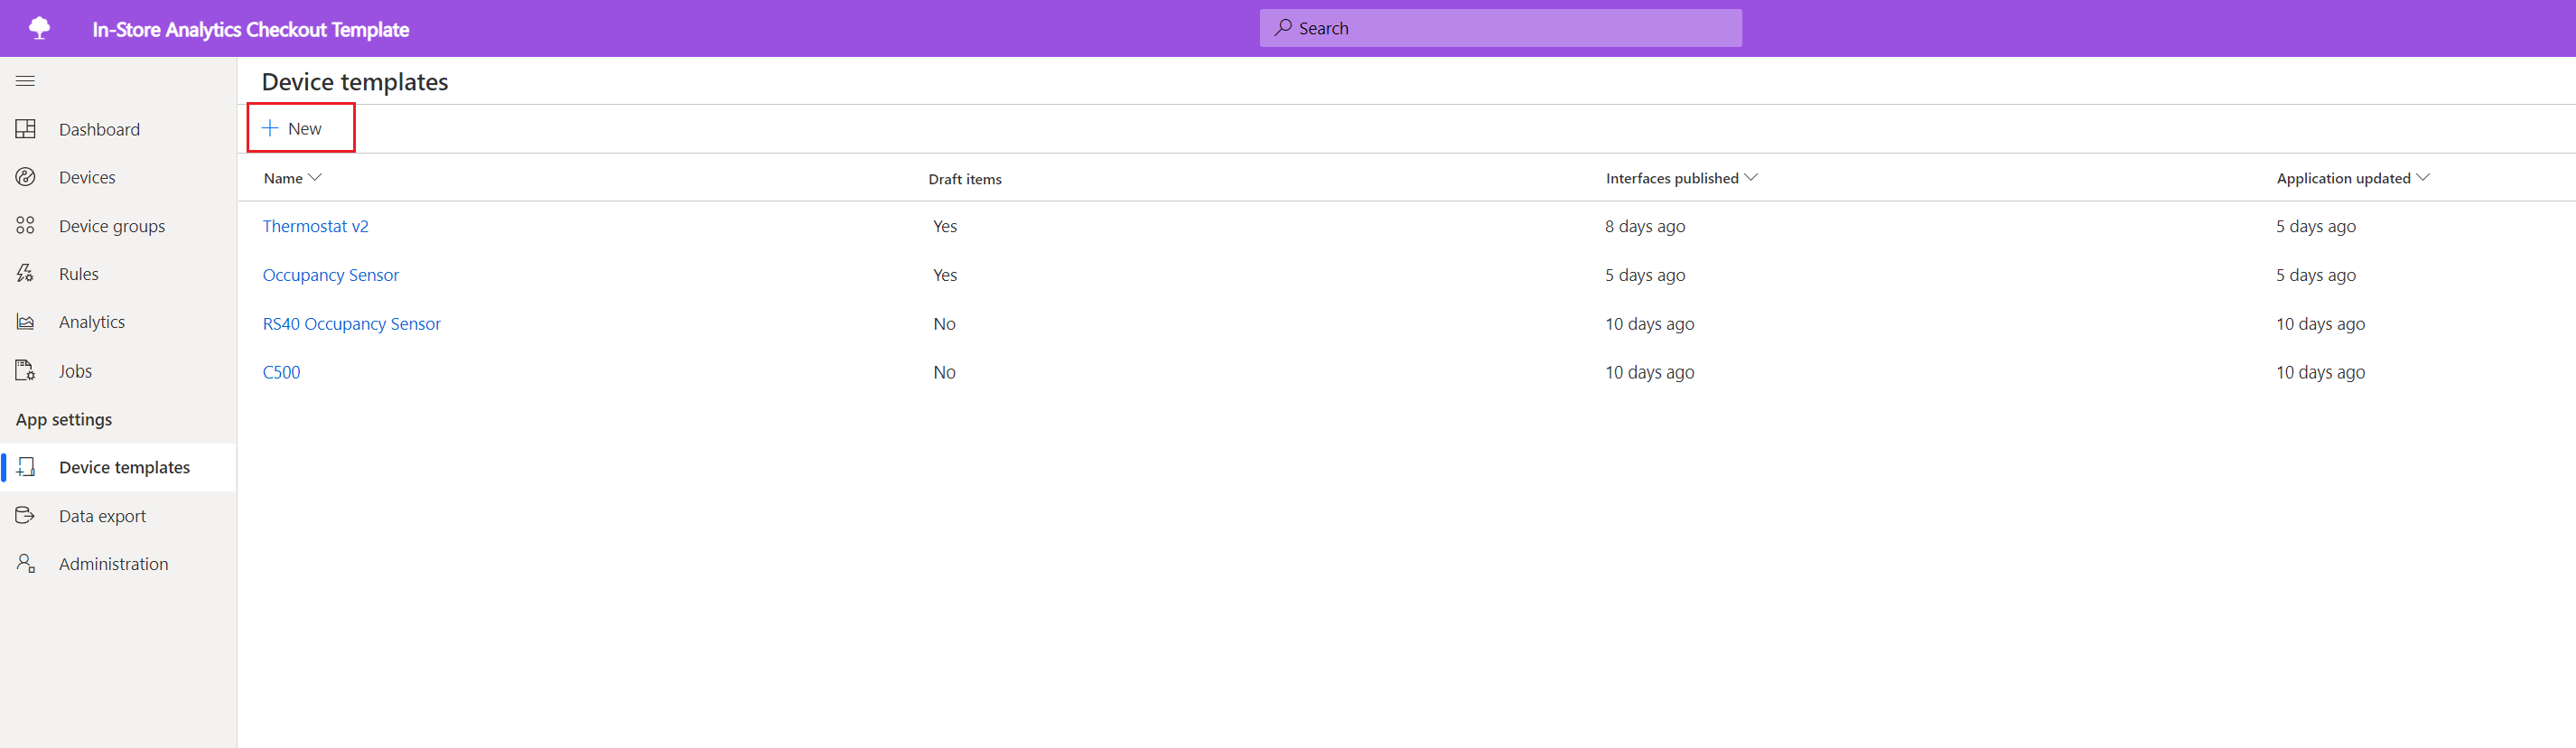 In-Store Analytics Checkout Template
Search
Device templates
New
Dashboard
Devices
Device groups
Rules
Analytics
Jobs
App settings
Device templates
Data export
Administration
Name Draft items Interfaces published Application updated
Thermostat v2 Yes 8 days ago 5 days ago
Occupancy Sensor Yes 5 days ago 5 days ago
RS40 Occupancy Sensor No 10 days ago 10 days ago
C500 No 10 days ago 10 days ago